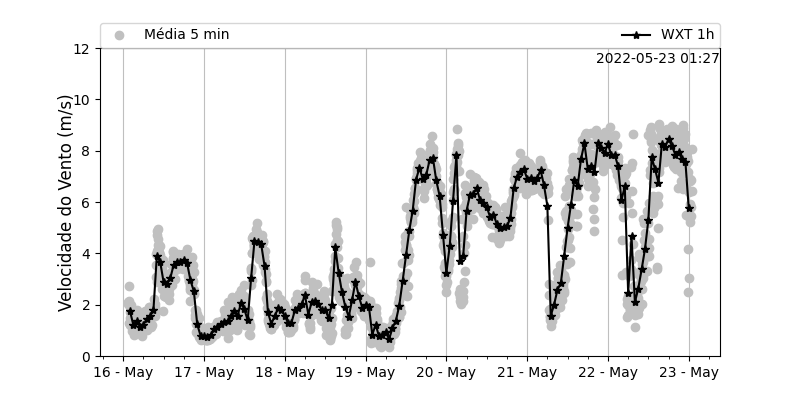 Média 5 min
WXT 1h
2022-05-23 01:27
Velocidade do Vento (m/s)
12
10
8
6
4
2
0
16 - May 17 - May 18 - May 19 - May 20 - May 21 - May 22 - May 23 - May